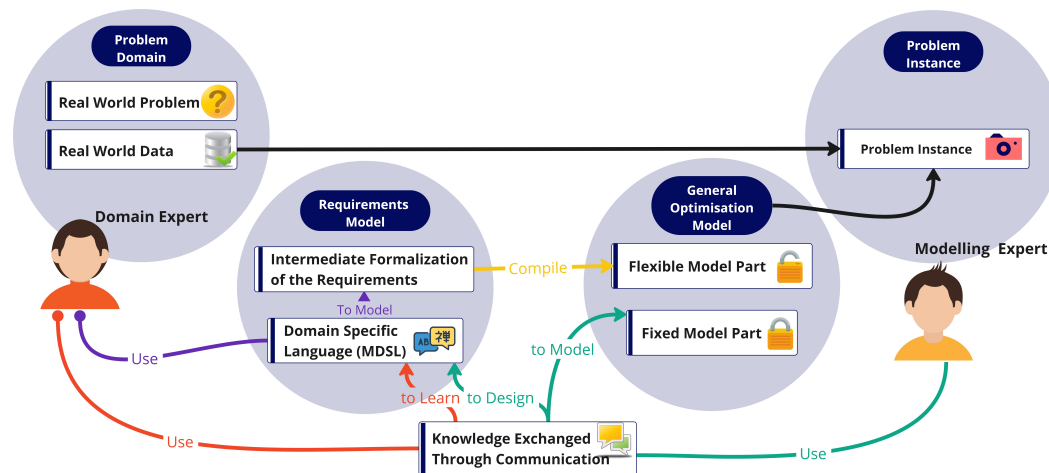 Problem
Domain
Real World Problem
?
Real World Data
Domain Expert
Requirements
Model
Intermediate Formalization
of the Requirements
To Model
Domain Specific
Language (MDSL)
AB
禅
Use
Compile
General
Optimisation
Model
Flexible Model Part
Fixed Model Part
Problem
Instance
Problem Instance
Modelling Expert
to Model
to Learn
to Design
Knowledge Exchanged
Through Communication
Use
Use